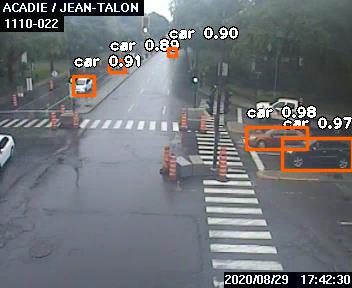 ACADIE / JEAN-TALON
1110-022
car 0.90
car 0.89
car 0.91
car 0.98
car 0.97
2020/08/29 17:42:30